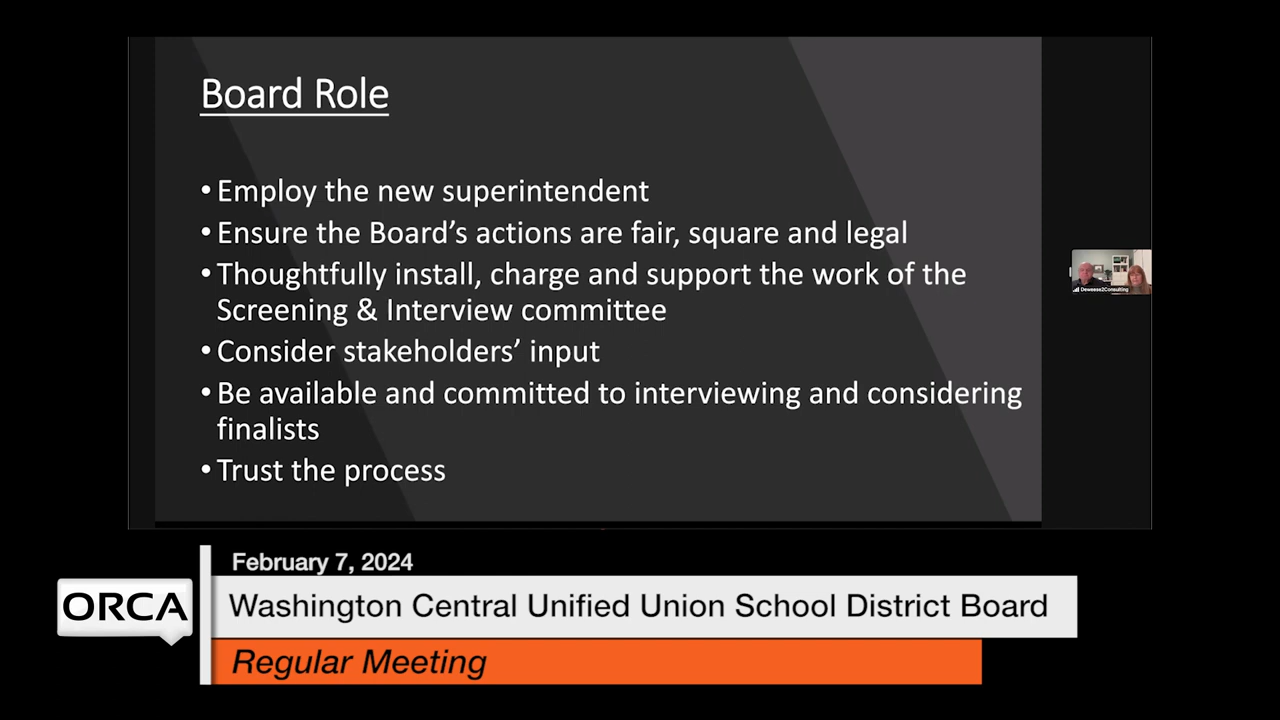 Board Role
• Employ the new superintendent
• Ensure the Board’s actions are fair, square and legal
• Thoughtfully install, charge and support the work of the
Screening & Interview committee
• Consider stakeholders’ input
• Be available and committed to interviewing and considering
finalists
• Trust the process
Deweese2Consulting
February 7, 2024
ORCA
Washington Central Unified Union School District Board
Regular Meeting